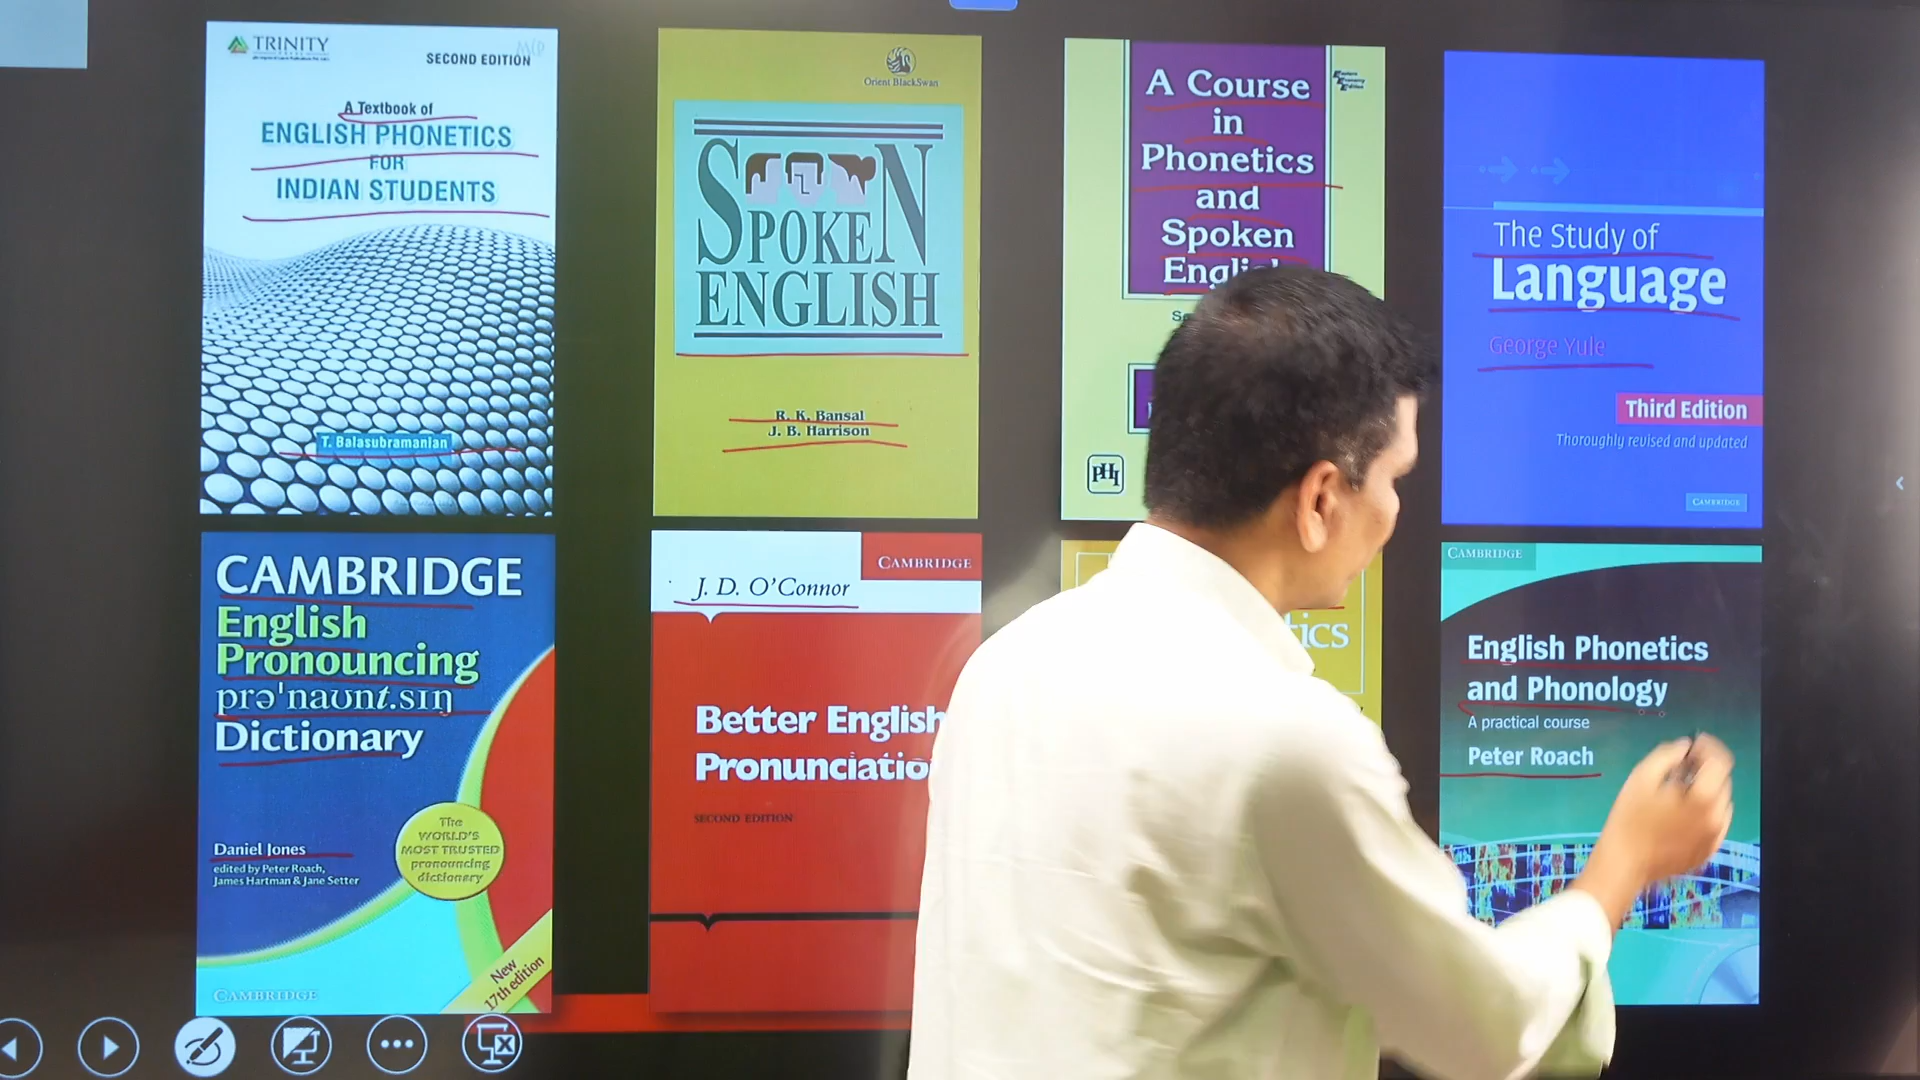 TRINITY
SECOND EDITION
A Textbook of
ENGLISH PHONETICS
FOR
INDIAN STUDENTS
T. Balasubramanian
Orient BlackSwan
SPOKEN
ENGLISH
R. K. Bansal
J. B. Harrison
A Course
in
Phonetics
and
Spoken
PHI
The Study of
Language
George Yule
Third Edition
Thoroughly revised and updated
CAMBRIDGE
CAMBRIDGE
English
Pronouncing
prəˈnaʊnt.sɪŋ
Dictionary
Daniel Jones
edited by Peter Roach,
James Hartman & Jane Setter
The
WORLD'S
MOST TRUSTED
pronouncing
dictionary
New
17th edition
CAMBRIDGE
CAMBRIDGE
J. D. O'Connor
Better English
SECOND EDITION
CAMBRIDGE
English Phonetics
and Phonology
A practical course
Peter Roach